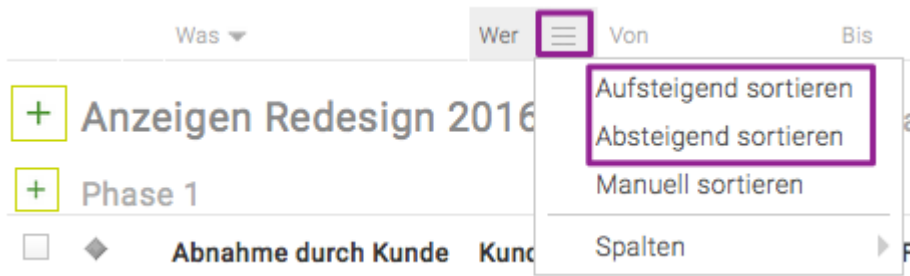 Was Wer Von Bis
Aufsteigend sortieren
Anzeigen Redesign 2016
Absteigend sortieren
Phase 1
Manuell sortieren
Abnahme durch Kunde
Spalten